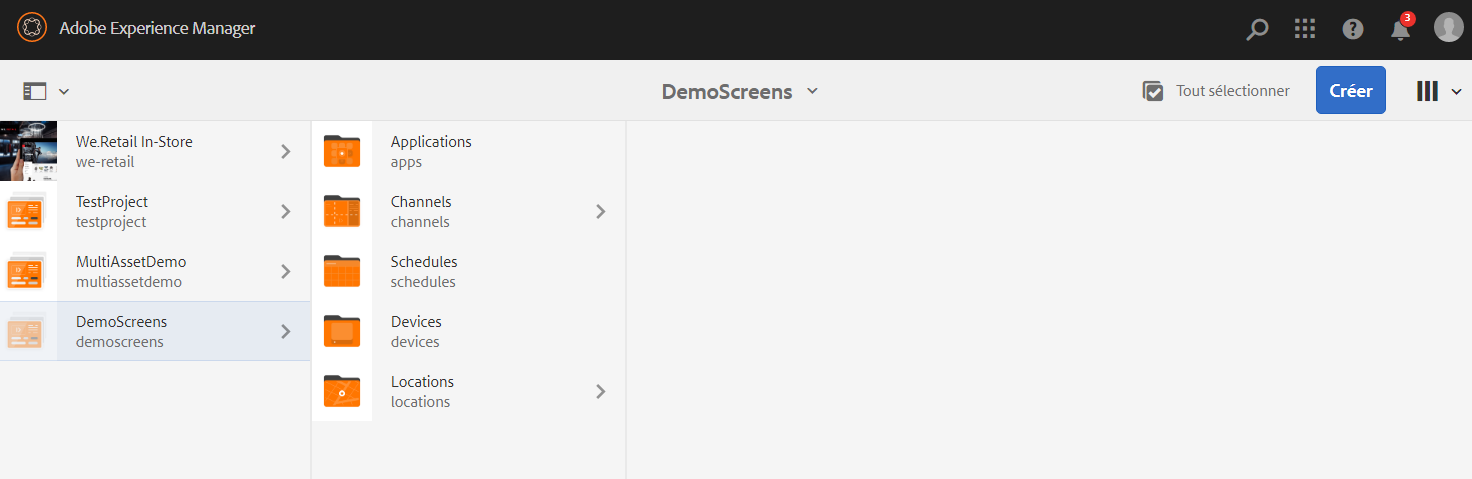 Adobe Experience Manager
3
DemoScreens
Tout sélectionner
Créer
We.Retail In-Store
we-retail
TestProject
testproject
MultiAssetDemo
multiassetdemo
DemoScreens
demoscreens
Applications
apps
Channels
channels
Schedules
schedules
Devices
devices
Locations
locations